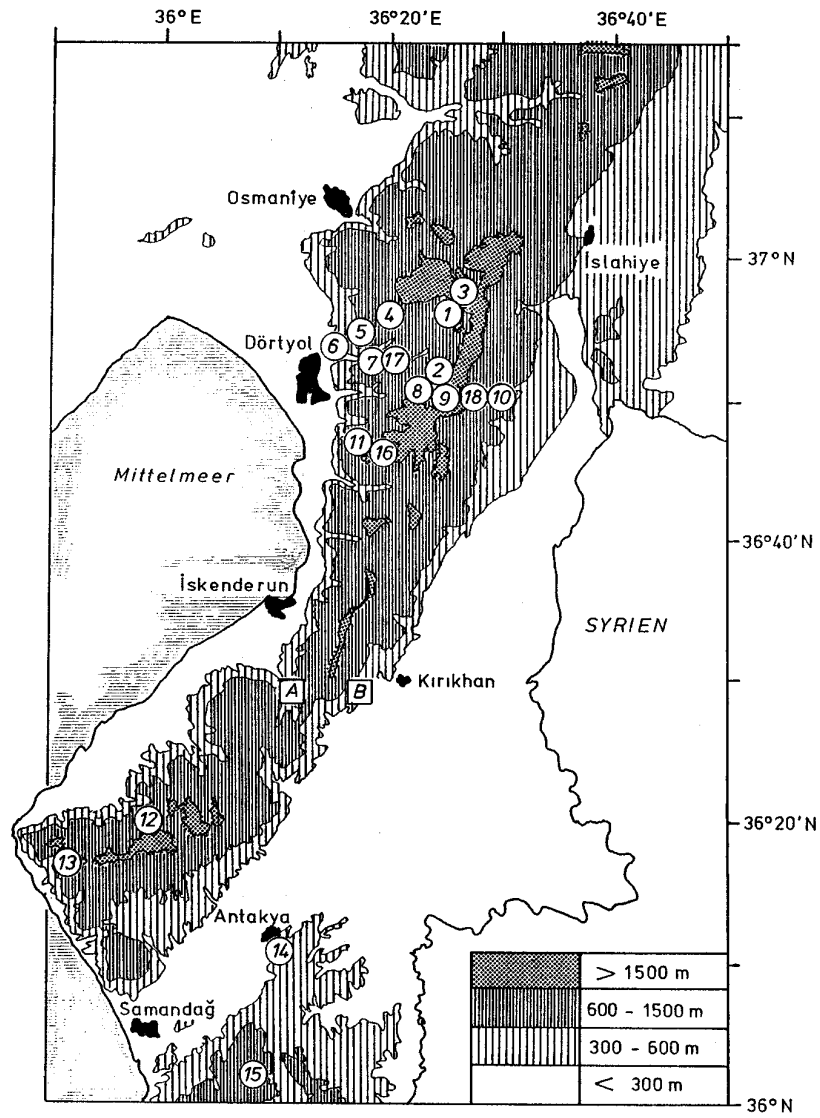 36°E
36°20'E
36°40'E
Osmaniye
37°N
İslahiye
3
1
4
5
6
Dörtyol
7
17
2
8
9
18
10
11
16
Mittelmeer
36°40'N
İskenderun
SYRIEN
A
B
Kırıkhan
36°20'N
12
13
Antakya
14
> 1500 m
600 - 1500 m
300 - 600 m
< 300 m
Samandağ
15
36°N